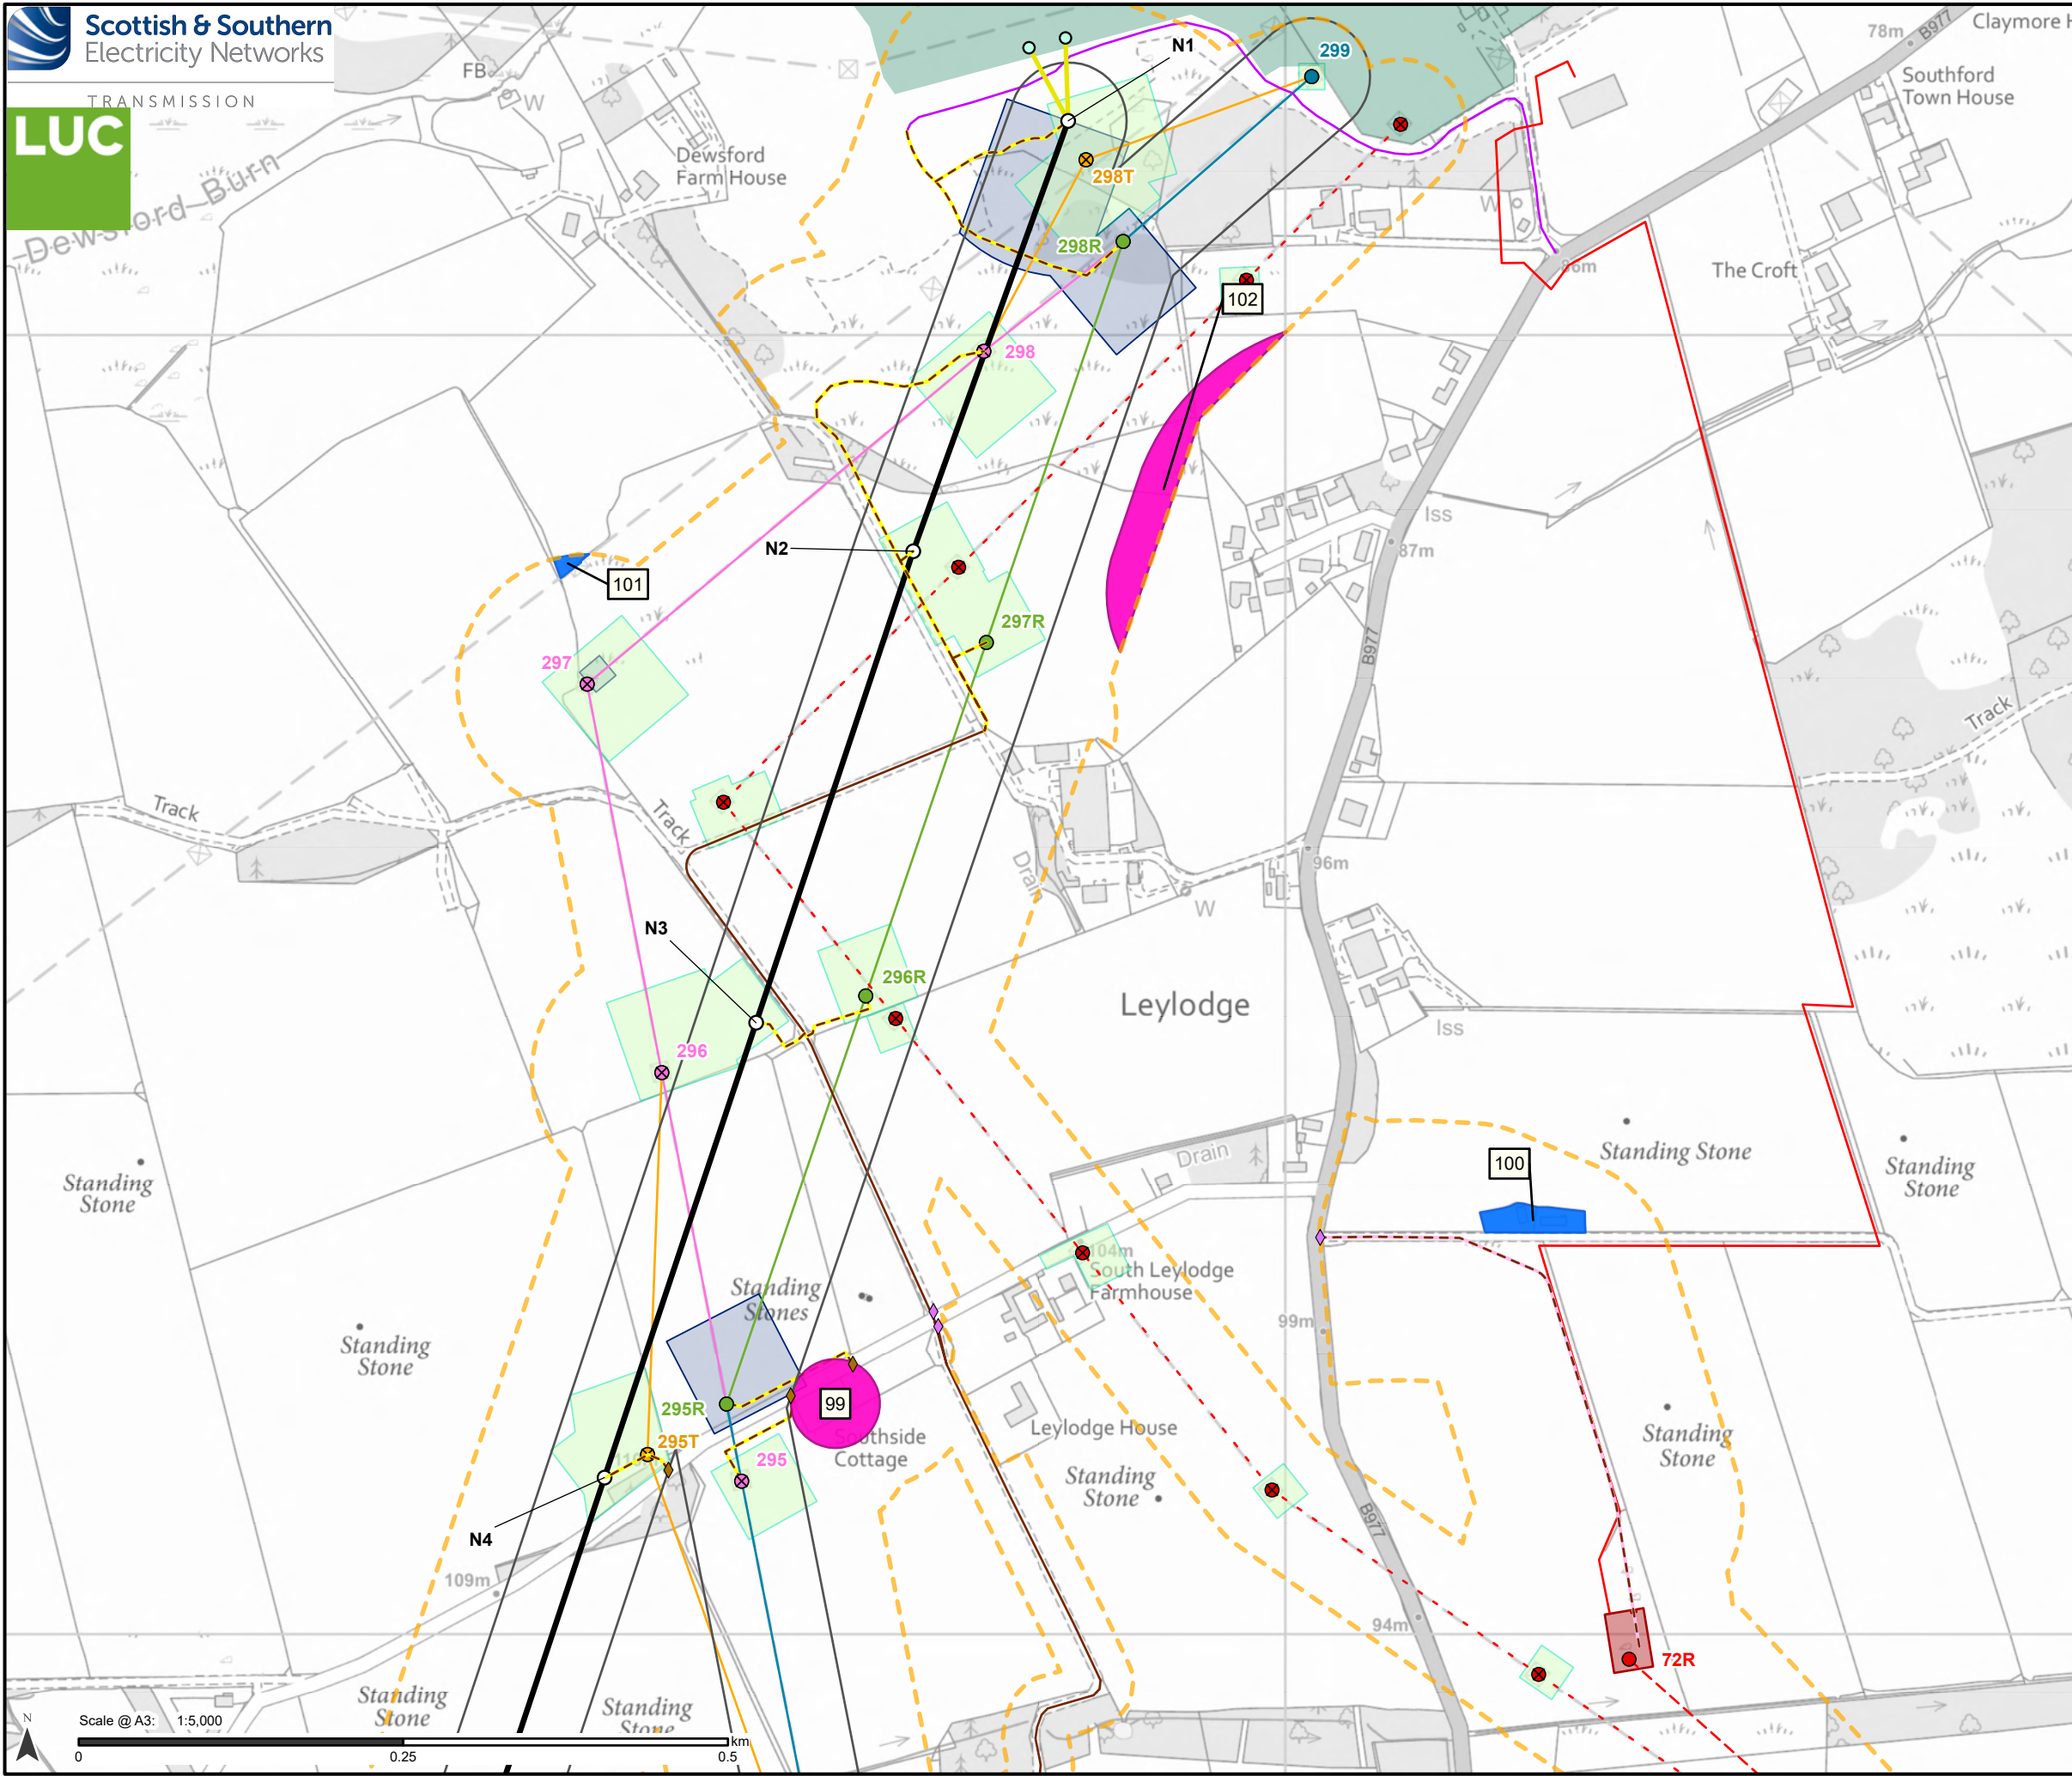 Scottish & Southern
Electricity Networks
TRANSMISSION
LUC
FB
W
N1
299
78m
B977
Claymore H
Southford
Town House
Dewsford Burn
Dewsford
Farm House
298T
W
298R
86m
The Croft
102
298
Iss
87m
N2
101
297R
B977
297
Track
Track
Track
Drain
96m
W
N3
296R
Leylodge
Iss
296
Standing Stone
Drain
100
Standing
Stone
Standing
Stone
104m
South Leylodge
Farmhouse
Standing
Stones
99m
Standing
Stone
295R
99
Leylodge House
Southside
Cottage
295T
295
Standing
Stone
Standing
Stone
B977
N4
109m
94m
72R
Standing
Stone
Standing
Stone
N
Scale @ A3: 1:5,000
km
0 0.25 0.5